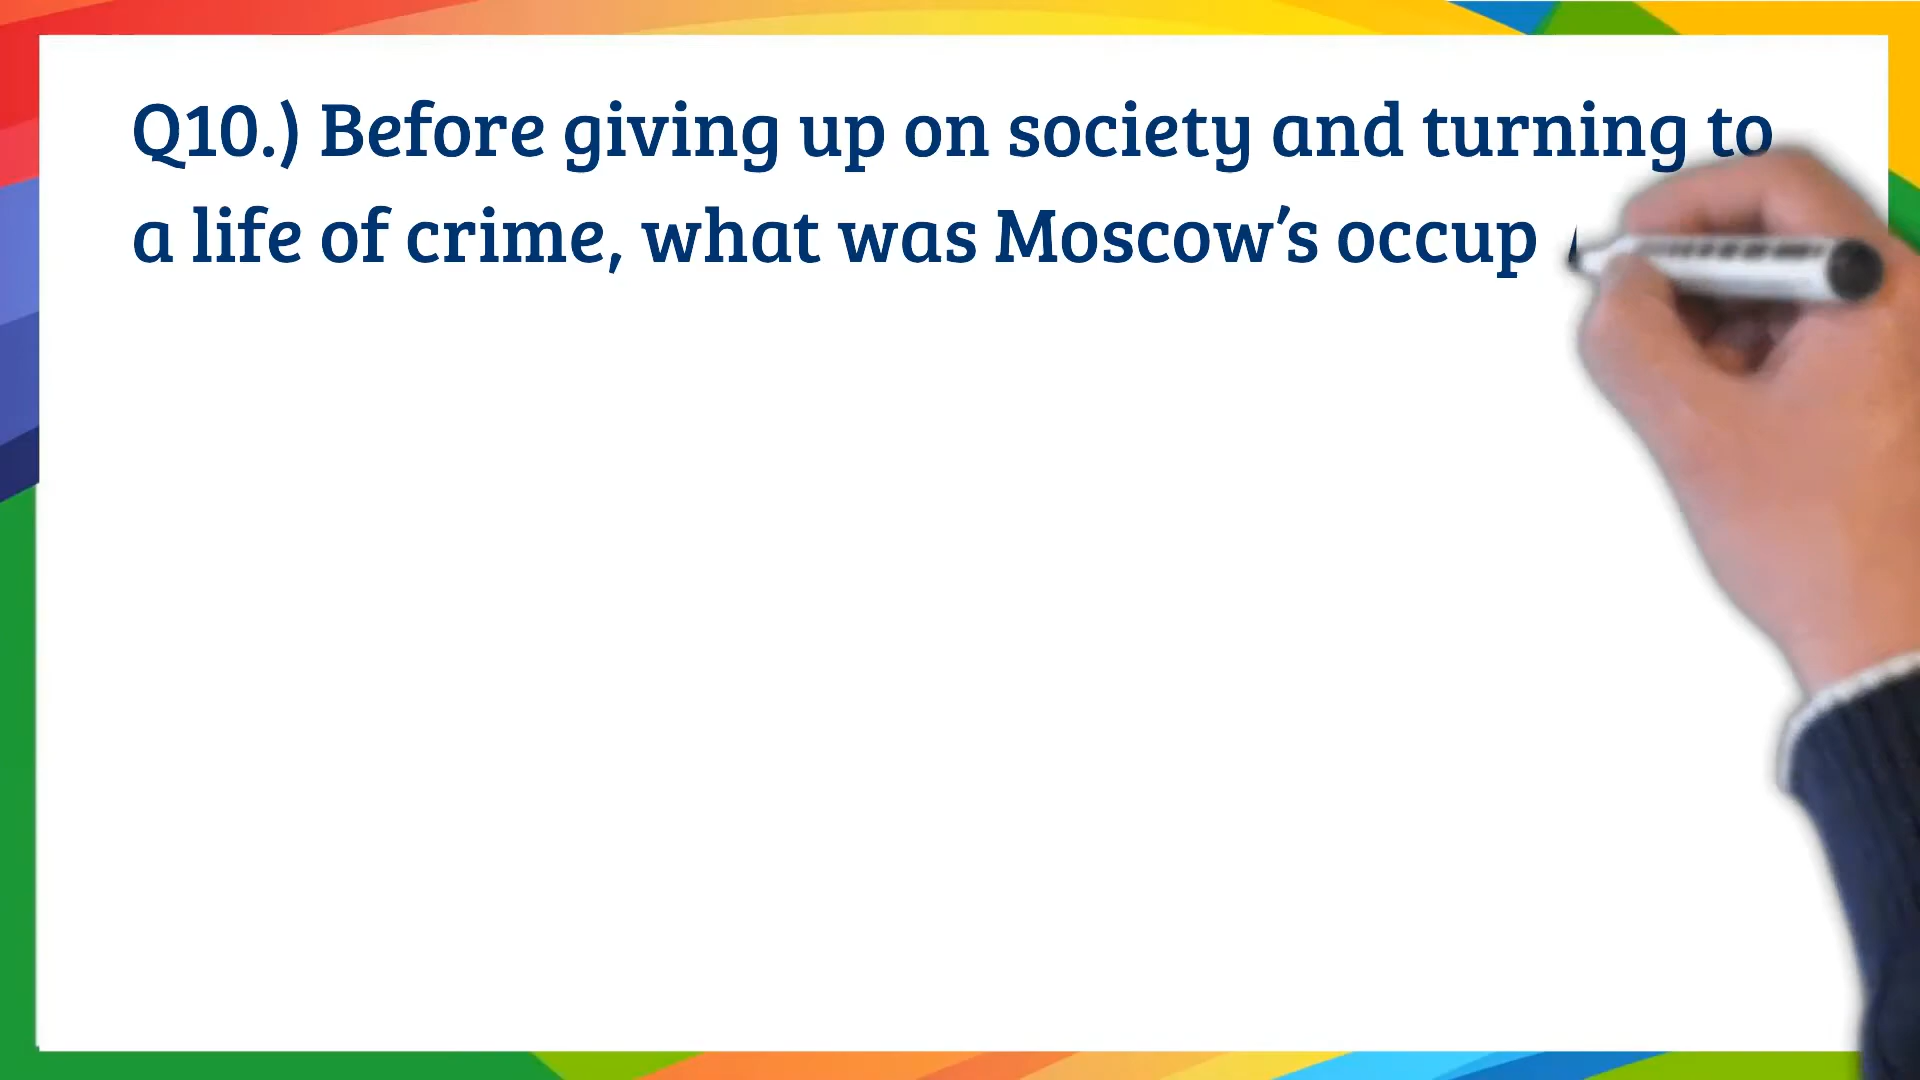 Q10.) Before giving up on society and turning to
a life of crime, what was Moscow’s occup